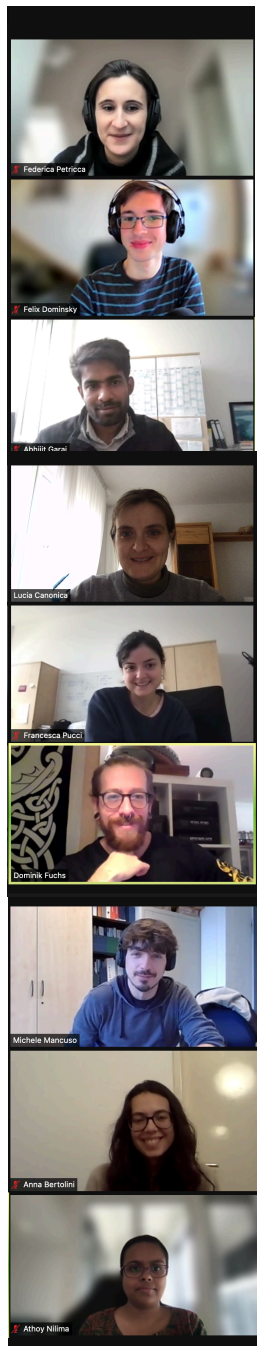 Federica Petricca
Felix Dominsky
Abhijit Garai
Lucia Canonica
Francesca Pucci
Dominik Fuchs
Michele Mancuso
Anna Bertolini
Athoy Nilima